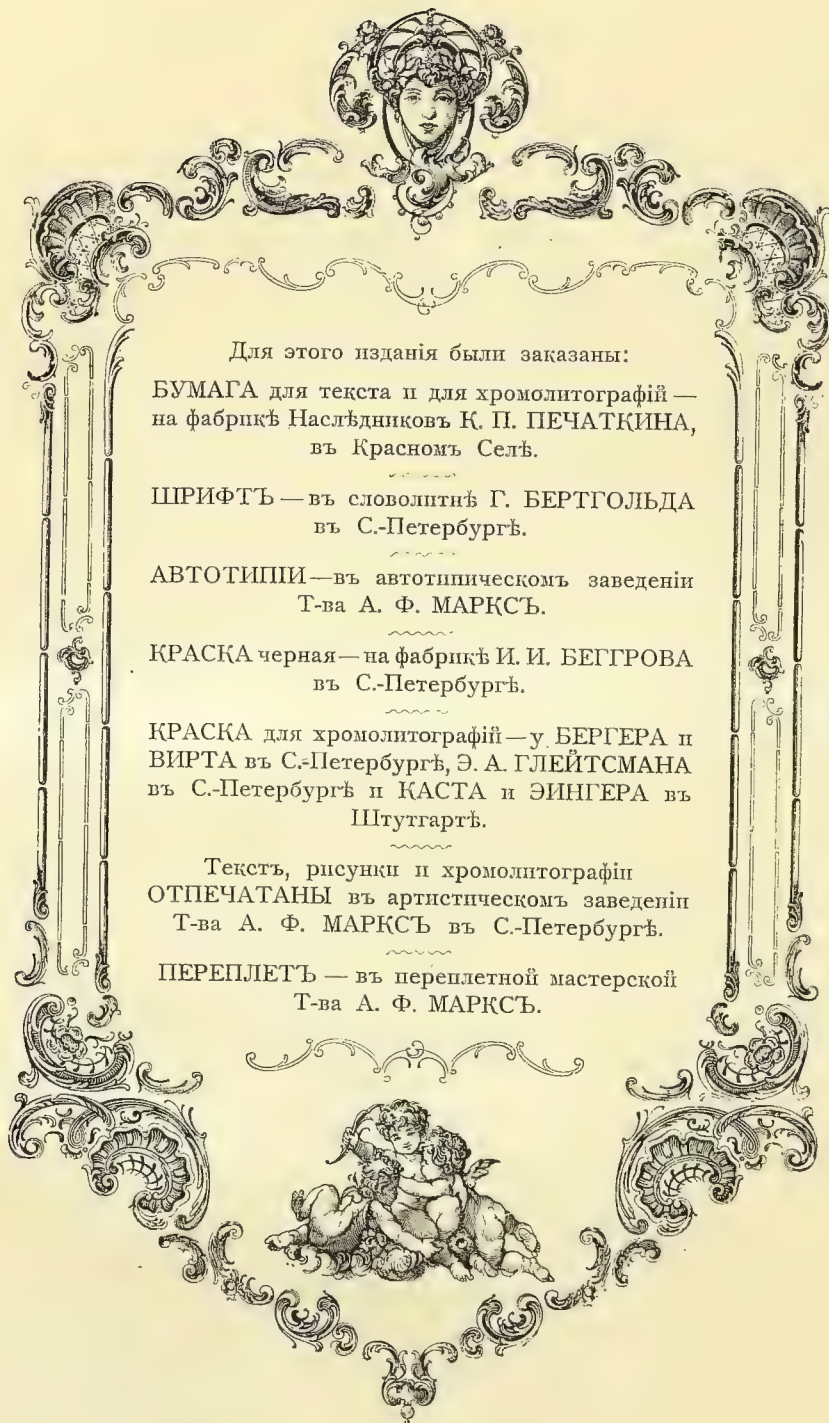 Для этого изданія были заказаны:
БУМАГА для текста и для хромолитографій —
на фабрикѣ Наслѣдниковъ К. П. ПЕЧАТКИНА,
въ Красномъ Селѣ.
ШРИФТЪ — въ словолитнѣ Г. БЕРТГОЛЬДА
въ С.-Петербургѣ.
АВТОТИПІИ—въ автотипическомъ заведеніи
Т-ва А. Ф. МАРКСЪ.
КРАСКА черная—на фабрикѣ И. И. БЕГГРОВА
въ С.-Петербургѣ.
КРАСКА для хромолитографій—у БЕРГЕРА и
ВИРТА въ С.-Петербургѣ, Э. А. ГЛЕЙТСМАНА
въ С.-Петербургѣ и КАСТА и ЭИНГЕРА въ
Штутгартѣ.
Текстъ, рисунки и хромолитографіи
ОТПЕЧАТАНЫ въ артистическомъ заведеніи
Т-ва А. Ф. МАРКСЪ въ С.-Петербургѣ.
ПЕРЕПЛЕТЪ — въ переплетной мастерской
Т-ва А. Ф. МАРКСЪ.